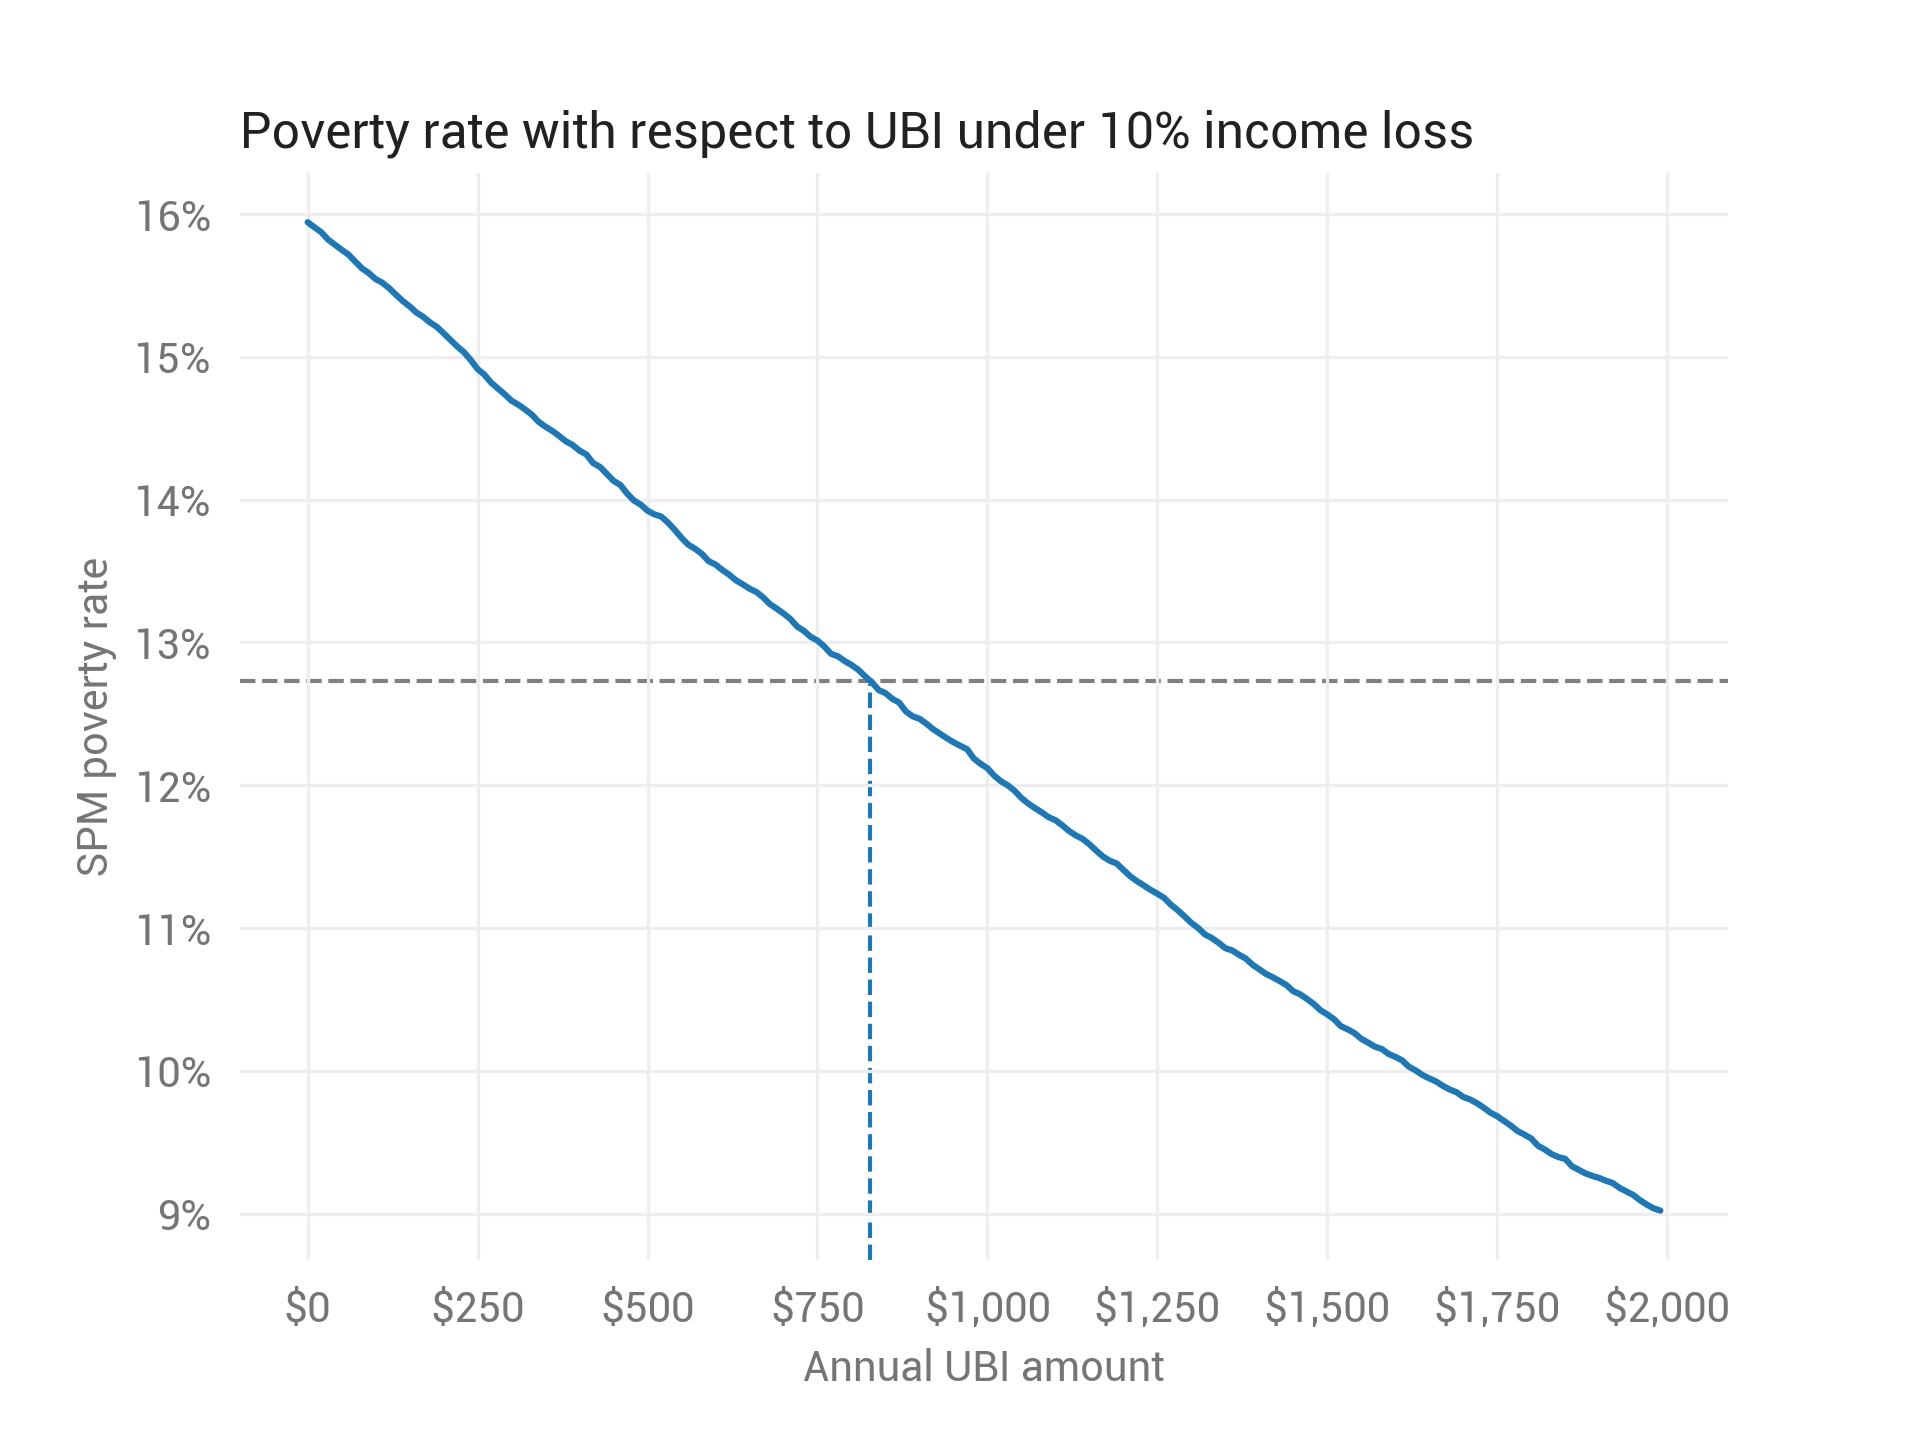 Poverty rate with respect to UBI under 10% income loss
16%
15%
14%
13%
12%
11%
10%
9%
SPM poverty rate
$0 $250 $500 $750 $1,000 $1,250 $1,500 $1,750 $2,000
Annual UBI amount